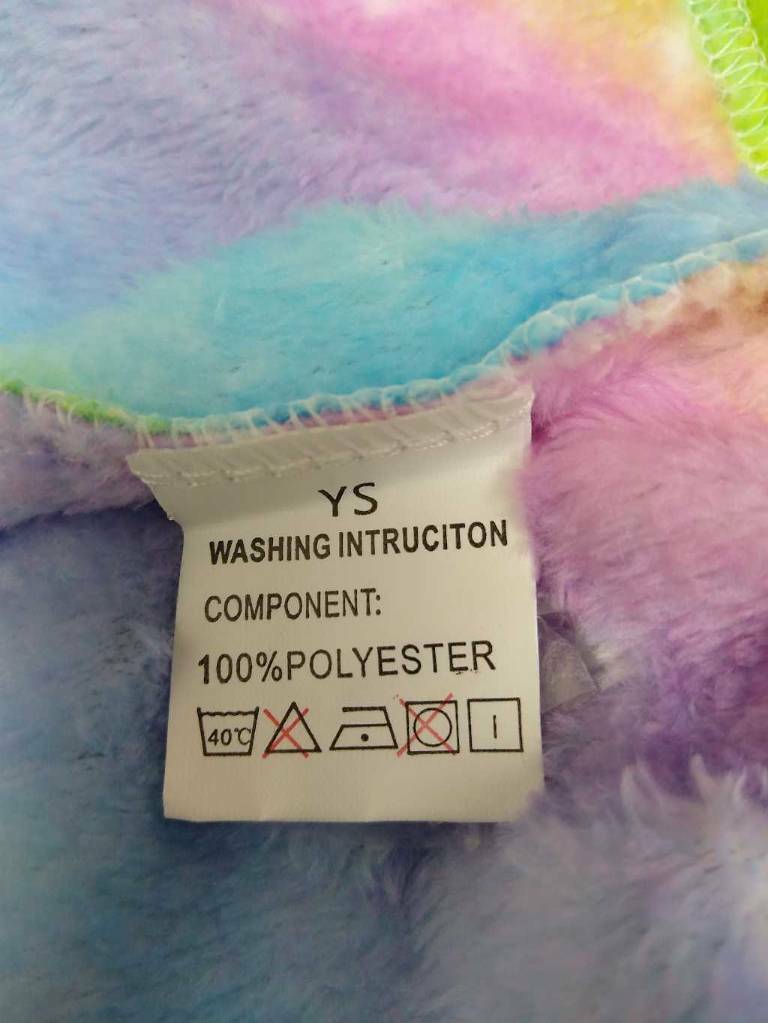 YS
WASHING INTRUCITON
COMPONENT:
100%POLYESTER
40℃